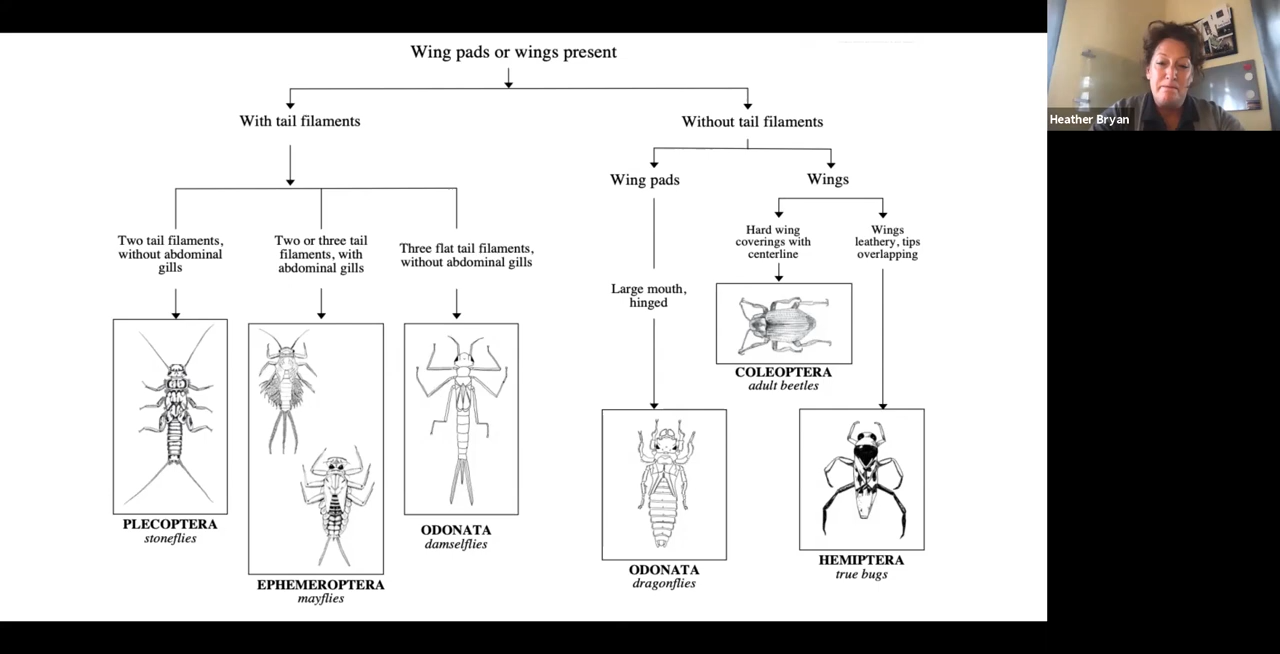 Wing pads or wings present
With tail filaments
Without tail filaments
Wing pads
Wings
Two tail filaments,
without abdominal
gills
Two or three tail
filaments, with
abdominal gills
Three flat tail filaments,
without abdominal gills
Large mouth,
hinged
Hard wing
coverings with
centerline
Wings
leathery, tips
overlapping
PLECOPTERA
stoneflies
EPHEMEROPTERA
mayflies
ODONATA
damselflies
ODONATA
dragonflies
COLEOPTERA
adult beetles
HEMIPTERA
true bugs
Heather Bryan